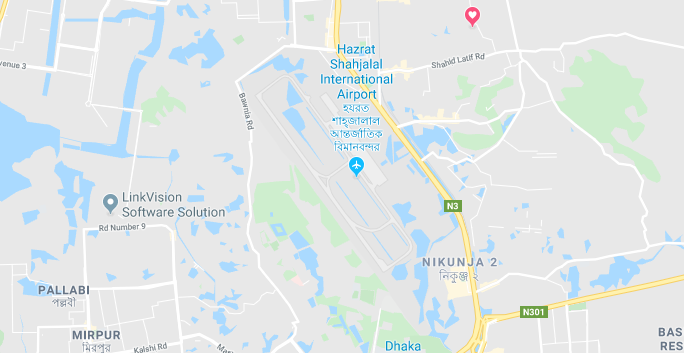 Hazrat
Shahjalal
International
Airport
হযরত
শাহ্জালাল
আন্তর্জাতিক
বিমানবন্দর
Shahid Latif Rd
venue 3
Bawnia Rd
LinkVision
Software Solution
Rd Number 9
N3
NIKUNJA 2
নিকুঞ্জ ২
PALLABI
পল্লবী
N301
MIRPUR
মিরপুর
Kalshi Rd
Dhaka
BAS
RES